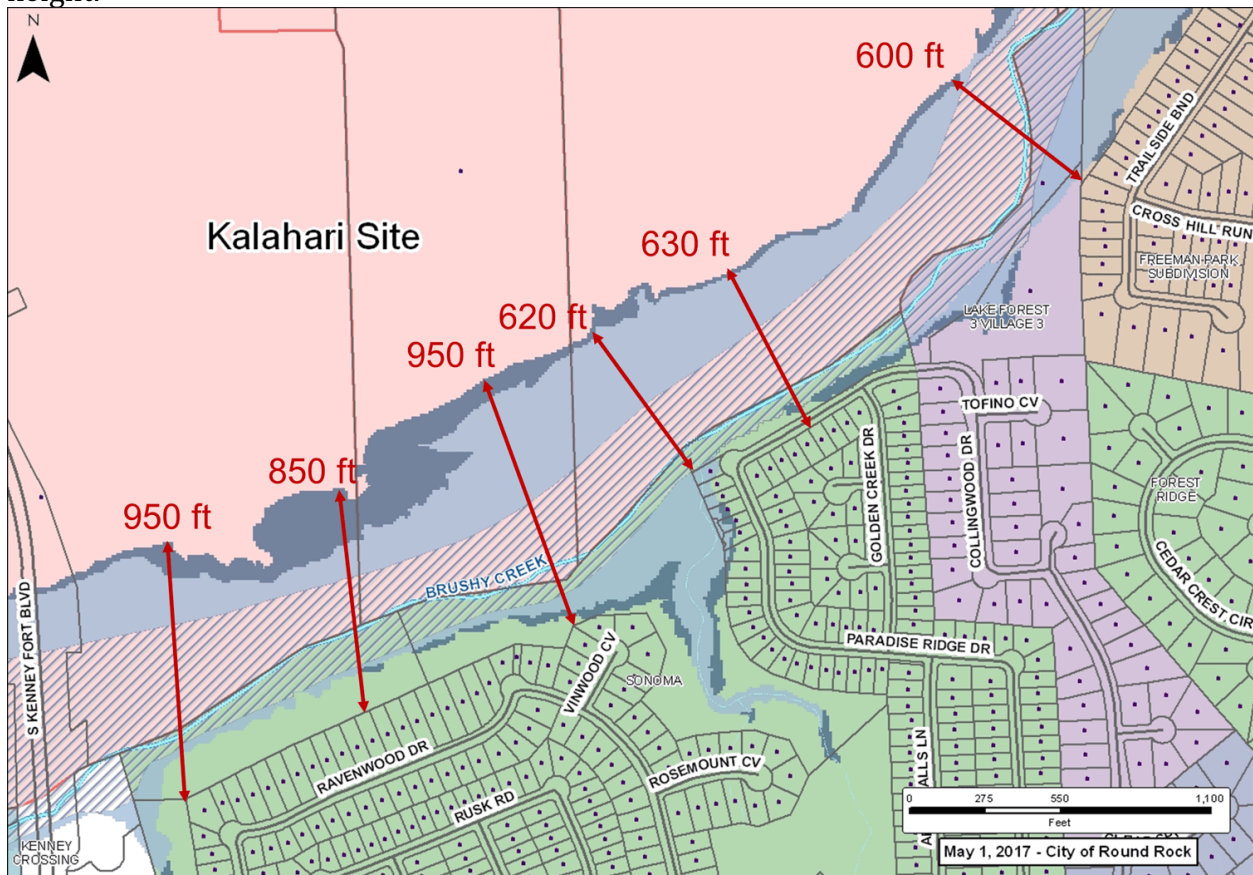 N
600 ft
TRAILSIDE BND
CROSS HILL RUN
FREEMAN PARK
SUBDIVISION
Kalahari Site
630 ft
620 ft
LAKE FOREST
3 VILLAGE 3
950 ft
TOFINO CV
GOLDEN CREEK DR
COLLINGWOOD DR
FOREST
RIDGE
850 ft
950 ft
BRUSHY CREEK
CEDAR CREST CIR
S KENNEY FORT BLVD
PARADISE RIDGE DR
VINWOOD CV
SONOMA
RAVENWOOD DR
ROSEMOUNT CV
RUSK RD
ALLS LN
0 275 550 1,100
Feet
KENNEY
CROSSING
May 1, 2017 - City of Round Rock